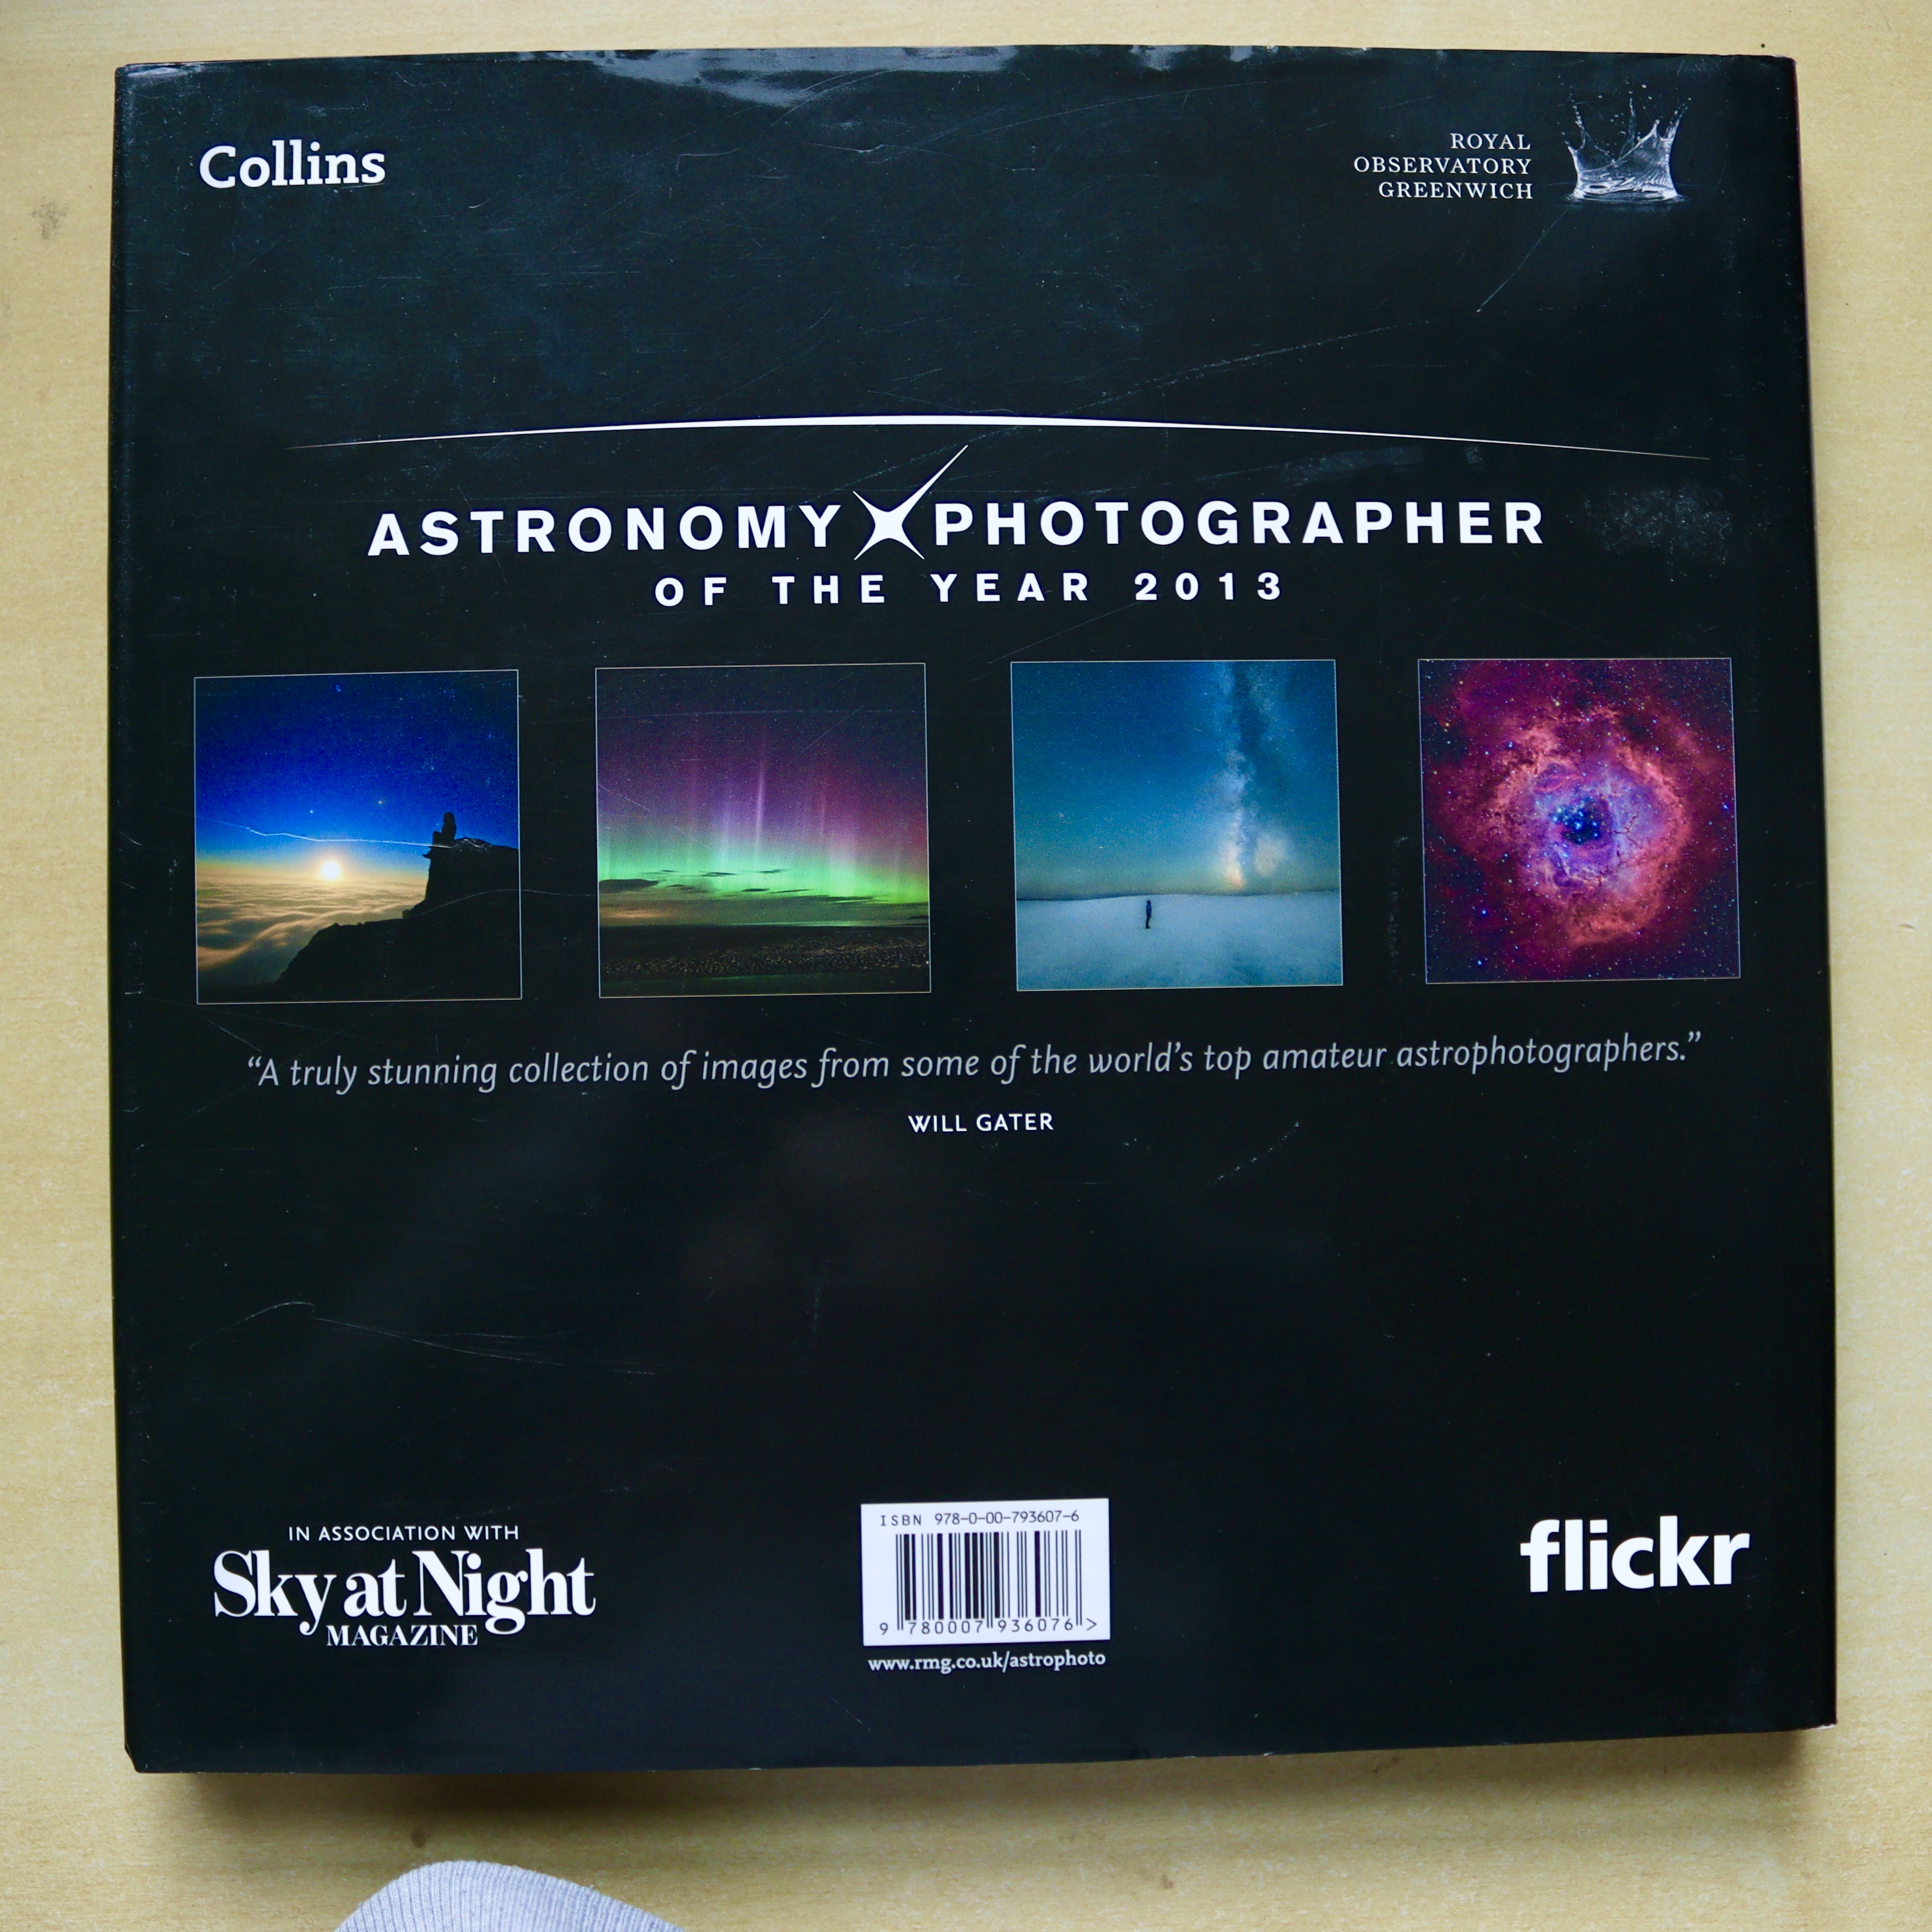 Collins
ROYAL
OBSERVATORY
GREENWICH
ASTRONOMY PHOTOGRAPHER
OF THE YEAR 2013
“A truly stunning collection of images from some of the world’s top amateur astrophotographers.”
WILL GATER
IN ASSOCIATION WITH
Sky at Night
MAGAZINE
ISBN 978-0-00-793607-6
9 780007 936076 >
www.rmg.co.uk/astrophoto
flickr